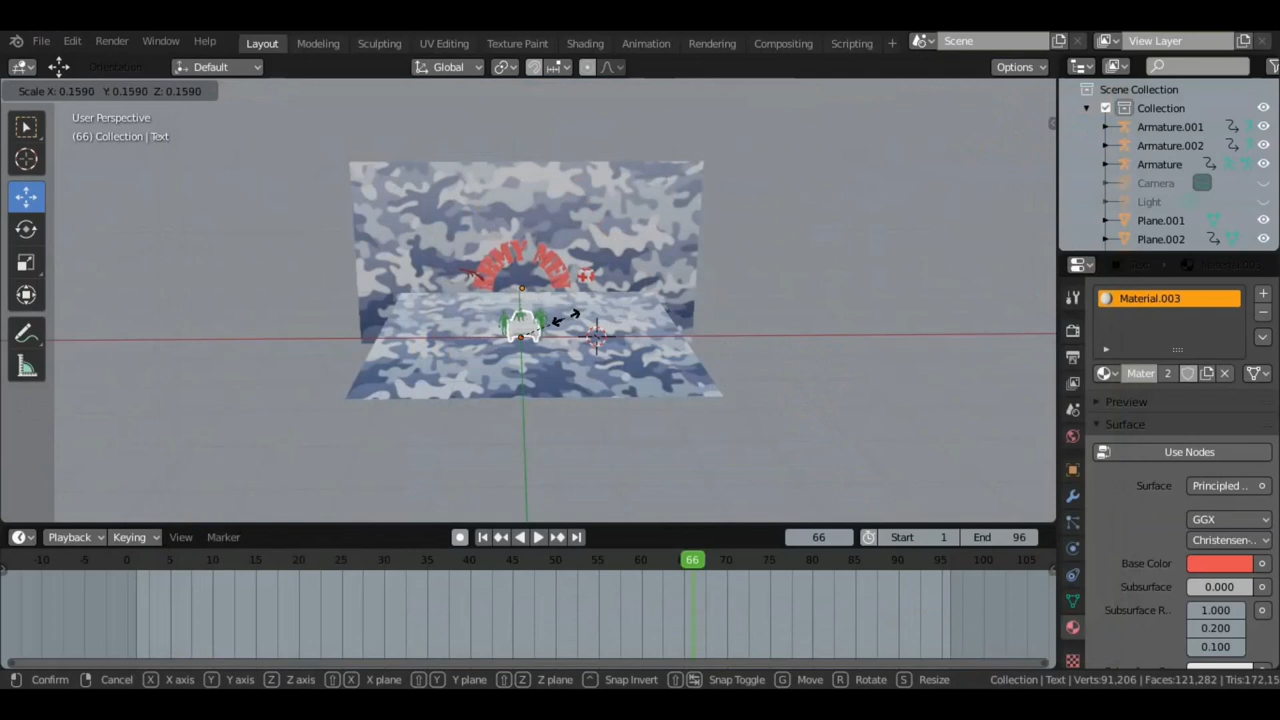 File Edit Render Window Help Layout Modeling Sculpting UV Editing Texture Paint Shading Animation Rendering Compositing Scripting + Scene View Layer
Orientation Default Global Options
Scale X: 0.1590 Y: 0.1590 Z: 0.1590
User Perspective
(66) Collection | Text
Scene Collection
Collection
Armature.001
Armature.002
Armature
Camera
Light
Plane.001
Plane.002
Material.003
Mater 2
Preview
Surface
Use Nodes
Surface Principled ..
GGX
Christensen-..
Base Color
Subsurface 0.000
Subsurface R.. 1.000
0.200
0.100
RMY MEN
Playback Keying View Marker 66 Start 1 End 96
-10 -5 0 5 10 15 20 25 30 35 40 45 50 55 60 66 70 75 80 85 90 95 100 105
Confirm Cancel X X axis Y Y axis Z Z axis X X plane Y Y plane Z Z plane Snap Invert Snap Toggle G Move R Rotate S Resize Collection | Text | Verts:91,206 | Faces:121,282 | Tris:172,15